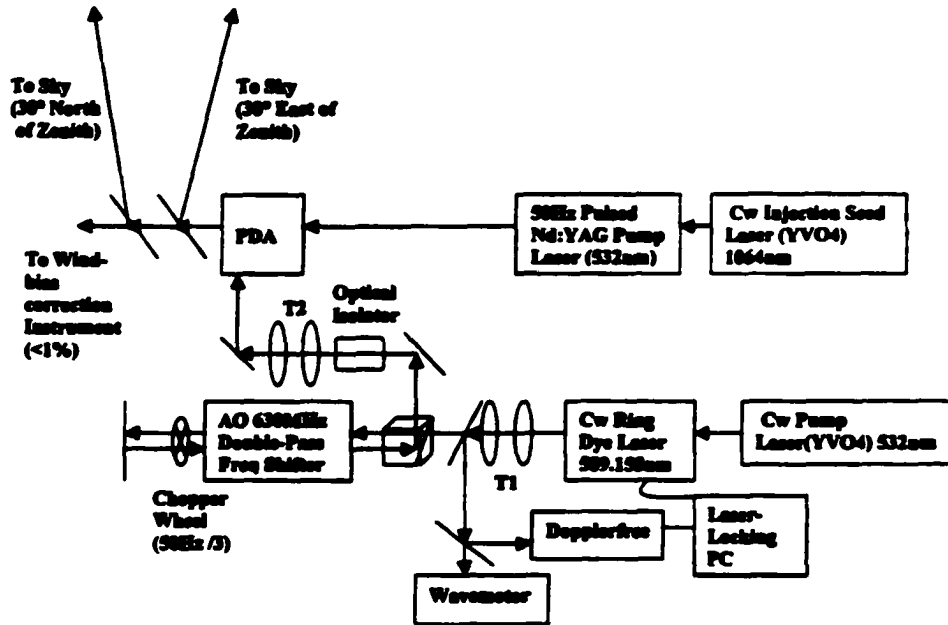 To Sky
(30° North
of Zenith)
To Sky
(30° East of
Zenith)
PDA
50Hz Pulsed
Nd:YAG Pump
Laser (532nm)
Cw Injection Seed
Laser (YVO4)
1064nm
To Wind-
bias
correction
Instrument
(<1%)
T2
Optical
Isolator
AO 630MHz
Double-Pass
Freq Shifter
Cw Ring
Dye Laser
589.158nm
Cw Pump
Laser(YVO4) 532nm
T1
Chopper
Wheel
(50Hz /3)
Dopplerfree
Laser-
Locking
PC
Wavemeter